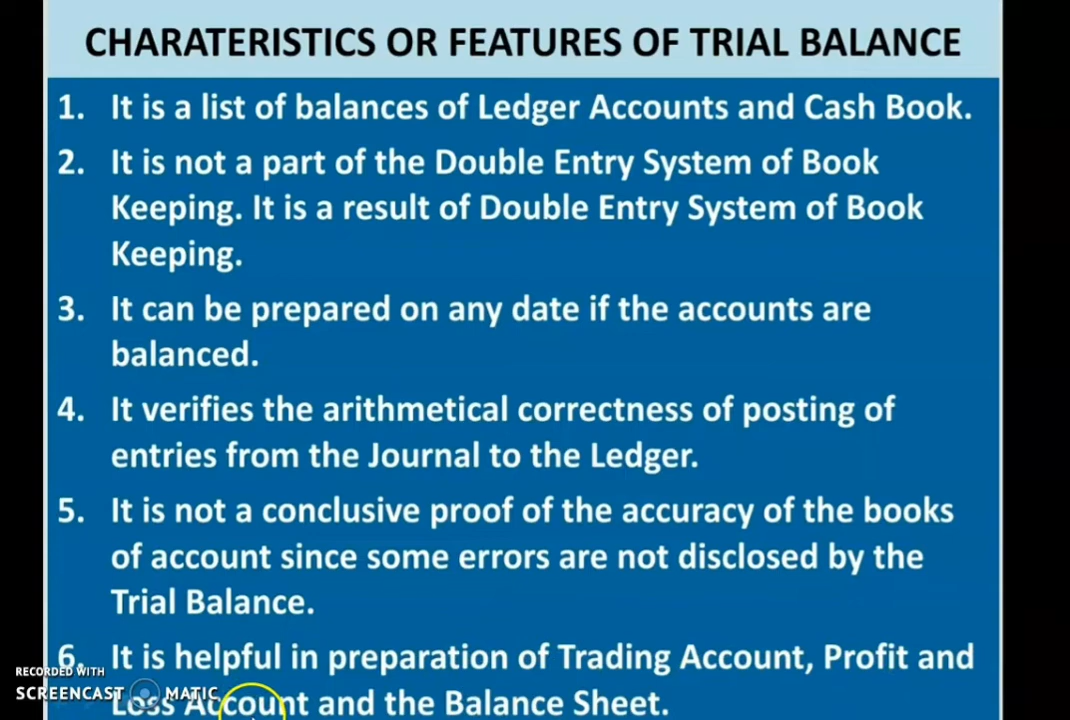 CHARATERISTICS OR FEATURES OF TRIAL BALANCE
1. It is a list of balances of Ledger Accounts and Cash Book.
2. It is not a part of the Double Entry System of Book
Keeping. It is a result of Double Entry System of Book
Keeping.
3. It can be prepared on any date if the accounts are
balanced.
4. It verifies the arithmetical correctness of posting of
entries from the Journal to the Ledger.
5. It is not a conclusive proof of the accuracy of the books
of account since some errors are not disclosed by the
Trial Balance.
6. It is helpful in preparation of Trading Account, Profit and
Loss Account and the Balance Sheet.
RECORDED WITH
SCREENCAST MATIC